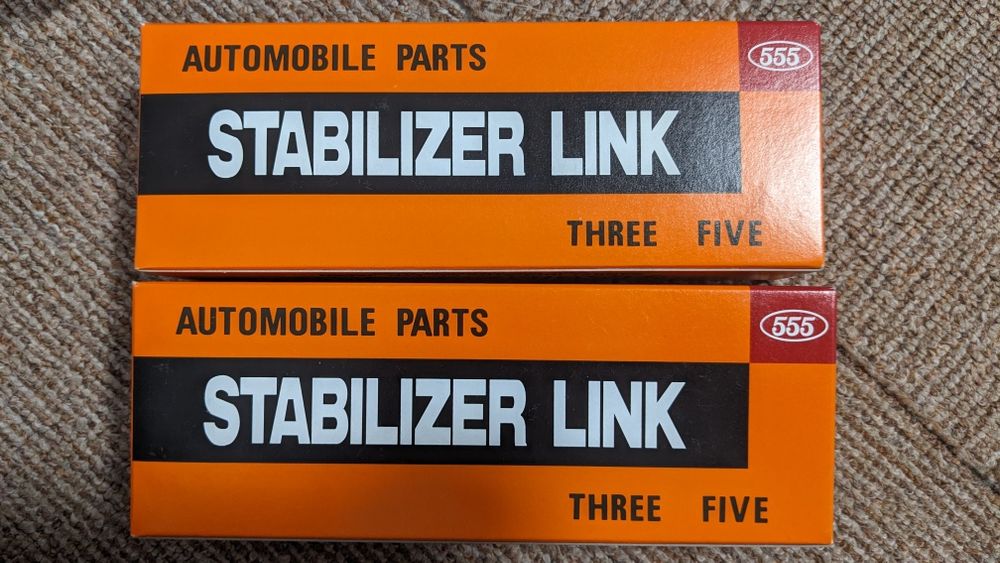 AUTOMOBILE PARTS
555
STABILIZER LINK
THREE FIVE
AUTOMOBILE PARTS
555
STABILIZER LINK
THREE FIVE